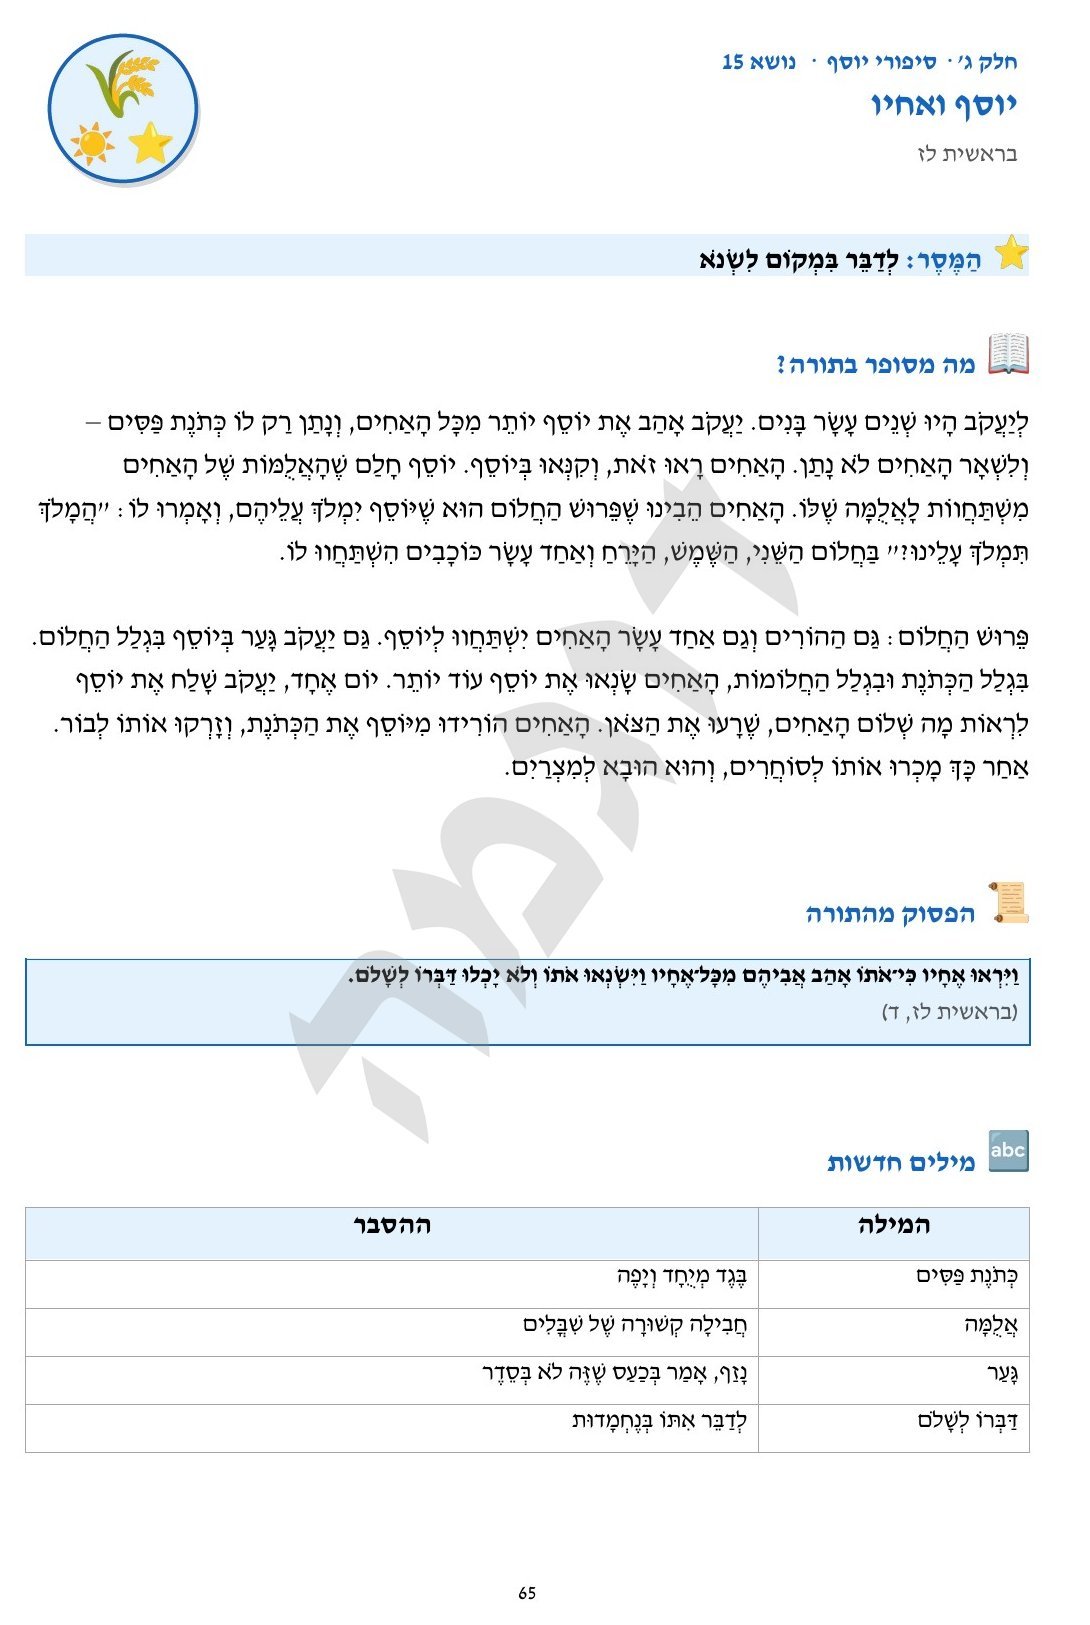 חלק ג׳ · סיפורי יוסף · נושא 15
יוסף ואחיו
בראשית לז
הַמֶּסֶר: לְדַבֵּר בִּמְקוֹם לִשְׂנֹא
מה מסופר בתורה?
לְיַעֲקֹב הָיוּ שְׁנֵים עָשָׂר בָּנִים. יַעֲקֹב אָהַב אֶת יוֹסֵף יוֹתֵר מִכָּל הָאַחִים, וְנָתַן רַק לוֹ כְּתֹנֶת פַּסִּים –
וְלִשְׁאָר הָאַחִים לֹא נָתַן. הָאַחִים רָאוּ זֹאת, וְקִנְּאוּ בְּיוֹסֵף. יוֹסֵף חָלַם שֶׁהָאֲלֻמּוֹת שֶׁל הָאַחִים
מִשְׁתַּחֲווֹת לָאֲלֻמָּה שֶׁלּוֹ. הָאַחִים הֵבִינוּ שֶׁפֵּרוּשׁ הַחֲלוֹם הוּא שֶׁיּוֹסֵף יִמְלֹךְ עֲלֵיהֶם, וְאָמְרוּ לוֹ: ״הֲמָלֹךְ
תִּמְלֹךְ עָלֵינוּ?״ בַּחֲלוֹם הַשֵּׁנִי, הַשֶּׁמֶשׁ, הַיָּרֵחַ וְאַחַד עָשָׂר כּוֹכָבִים הִשְׁתַּחֲווּ לוֹ.
פֵּרוּשׁ הַחֲלוֹם: גַּם הַהוֹרִים וְגַם אַחַד עָשָׂר הָאַחִים יִשְׁתַּחֲווּ לְיוֹסֵף. גַּם יַעֲקֹב גָּעַר בְּיוֹסֵף בִּגְלַל הַחֲלוֹם.
בִּגְלַל הַכְּתֹנֶת וּבִגְלַל הַחֲלוֹמוֹת, הָאַחִים שָׂנְאוּ אֶת יוֹסֵף עוֹד יוֹתֵר. יוֹם אֶחָד, יַעֲקֹב שָׁלַח אֶת יוֹסֵף
לִרְאוֹת מָה שְׁלוֹם הָאַחִים, שֶׁרָעוּ אֶת הַצֹּאן. הָאַחִים הוֹרִידוּ מִיּוֹסֵף אֶת הַכְּתֹנֶת, וְזָרְקוּ אוֹתוֹ לְבוֹר.
אַחַר כָּךְ מָכְרוּ אוֹתוֹ לְסוֹחֲרִים, וְהוּא הוּבָא לְמִצְרַיִם.
דוגמה
הפסוק מהתורה
וַיִּרְאוּ אֶחָיו כִּי־אֹתוֹ אָהַב אֲבִיהֶם מִכָּל־אֶחָיו וַיִּשְׂנְאוּ אֹתוֹ וְלֹא יָכְלוּ דַּבְּרוֹ לְשָׁלֹם.
(בראשית לז, ד)
abc
מילים חדשות
המילה ההסבר
כְּתֹנֶת פַּסִּים בֶּגֶד מְיֻחָד וְיָפֶה
אֲלֻמָּה חֲבִילָה קְשׁוּרָה שֶׁל שִׁבֳּלִים
גָּעַר נָזַף, אָמַר בְּכַעַס שֶׁזֶּה לֹא בְּסֵדֶר
דַּבְּרוֹ לְשָׁלֹם לְדַבֵּר אִתּוֹ בְּנֶחְמָדוּת
65